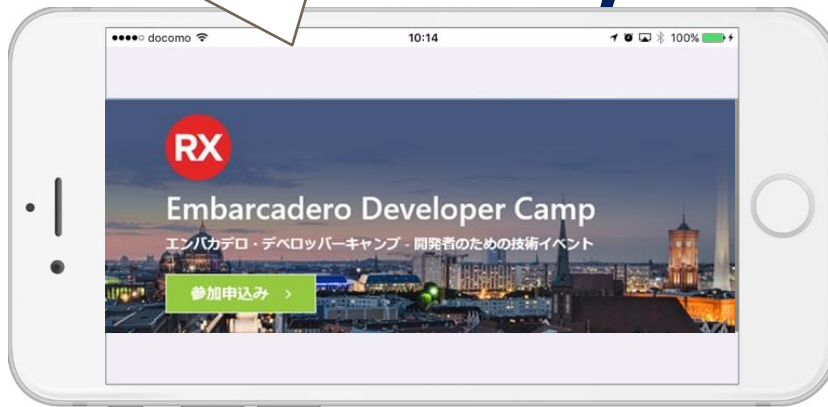 docomo
10:14
100%
RX
Embarcadero Developer Camp
エンバカデロ・デベロッパーキャンプ - 開発者のための技術イベント
参加申込み >